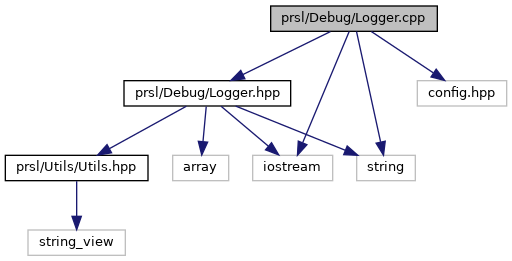 prsl/Debug/Logger.cpp
prsl/Debug/Logger.hpp
config.hpp
prsl/Utils/Utils.hpp
array
iostream
string
string_view